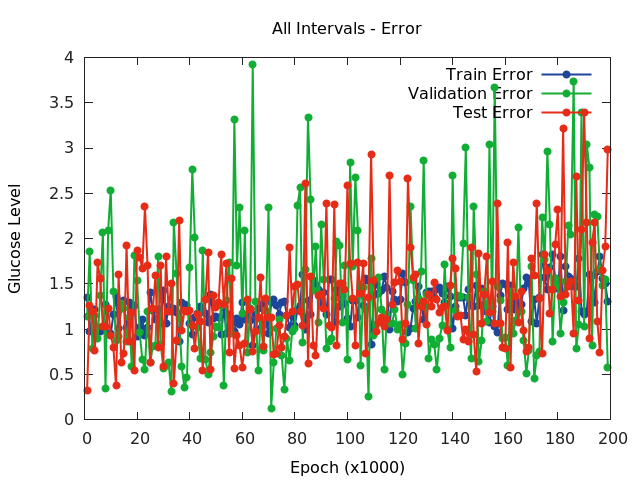 All Intervals - Error
Train Error
Validation Error
Test Error
4
3.5
3
2.5
2
1.5
1
0.5
0
Glucose Level
0 20 40 60 80 100 120 140 160 180 200
Epoch (x1000)